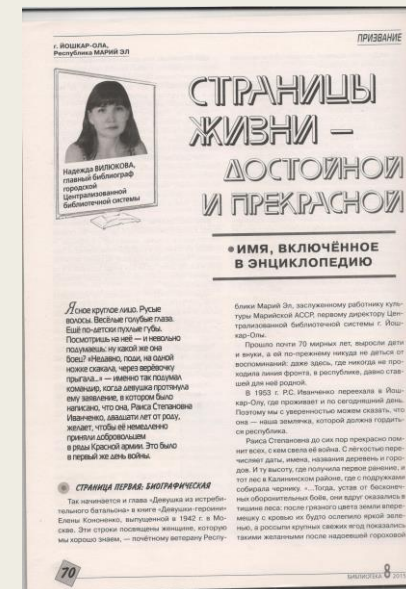 г. ЙОШКАР-ОЛА,
Республика МАРИЙ ЭЛ
ПРИЗВАНИЕ
Надежда ВИЛЮКОВА,
главный библиограф
городской
Централизованной
библиотечной системы
СТРАНИЦЫ
ЖИЗНИ –
ДОСТОЙНОЙ
И ПРЕКРАСНОЙ
• ИМЯ, ВКЛЮЧЁННОЕ
В ЭНЦИКЛОПЕДИЮ
Ясное круглое лицо. Русые
волосы. Весёлые голубые глаза.
Ещё по-детски пухлые губы.
Посмотришь на неё — и невольно
подумаешь: ну какой же она
боец? «Недавно, поди, на одной
ножке скакала, через верёвочку
прыгала...» — именно так подумал
командир, когда девушка протянула
ему заявление, в котором было
написано, что она, Раиса Степановна
Иванченко, двадцати лет от роду,
желает, чтобы её немедленно
приняли добровольцем
в ряды Красной армии. Это было
в первый же день войны.
СТРАНИЦА ПЕРВАЯ: БИОГРАФИЧЕСКАЯ
Так начинается и глава «Девушка из истреби-
тельного батальона» в книге «Девушки-героини»
Елены Кононенко, выпущенной в 1942 г. в Мо-
скве. Эти строки посвящены женщине, которую
мы хорошо знаем, — почётному ветерану Респу-
блики Марий Эл, заслуженному работнику куль-
туры Марийской АССР, первому директору Цен-
трализованной библиотечной системы г. Йош-
кар-Олы.
Прошло почти 70 мирных лет, выросли дети
и внуки, а ей по-прежнему никуда не деться от
воспоминаний: даже здесь, где никогда не про-
ходила линия фронта, в республике, давно став-
шей для неё родной.
В 1953 г. Р.С. Иванченко переехала в Йош-
кар-Олу, где проживает и по сегодняшний день.
Поэтому мы с уверенностью можем сказать, что
она — наша землячка, которой должна гордить-
ся республика.
Раиса Степановна до сих пор прекрасно пом-
нит всех, с кем свела её война. С лёгкостью пере-
числяет даты, имена, названия деревень и горо-
дов. И ту высоту, где получила первое ранение, и
тот лес в Калининском районе, где с подружками
собирала чернику. «...Тогда, устав от бесконеч-
ных оборонительных боёв, они вдруг оказались в
тишине леса: после грязного цвета земли впере-
мешку с кровью их будто ослепило яркой зеле-
нью, а россыпи крупных свежих ягод показались
такими желанными после надоевшей гороховой
70
БИБЛИОТЕКА 8 2015